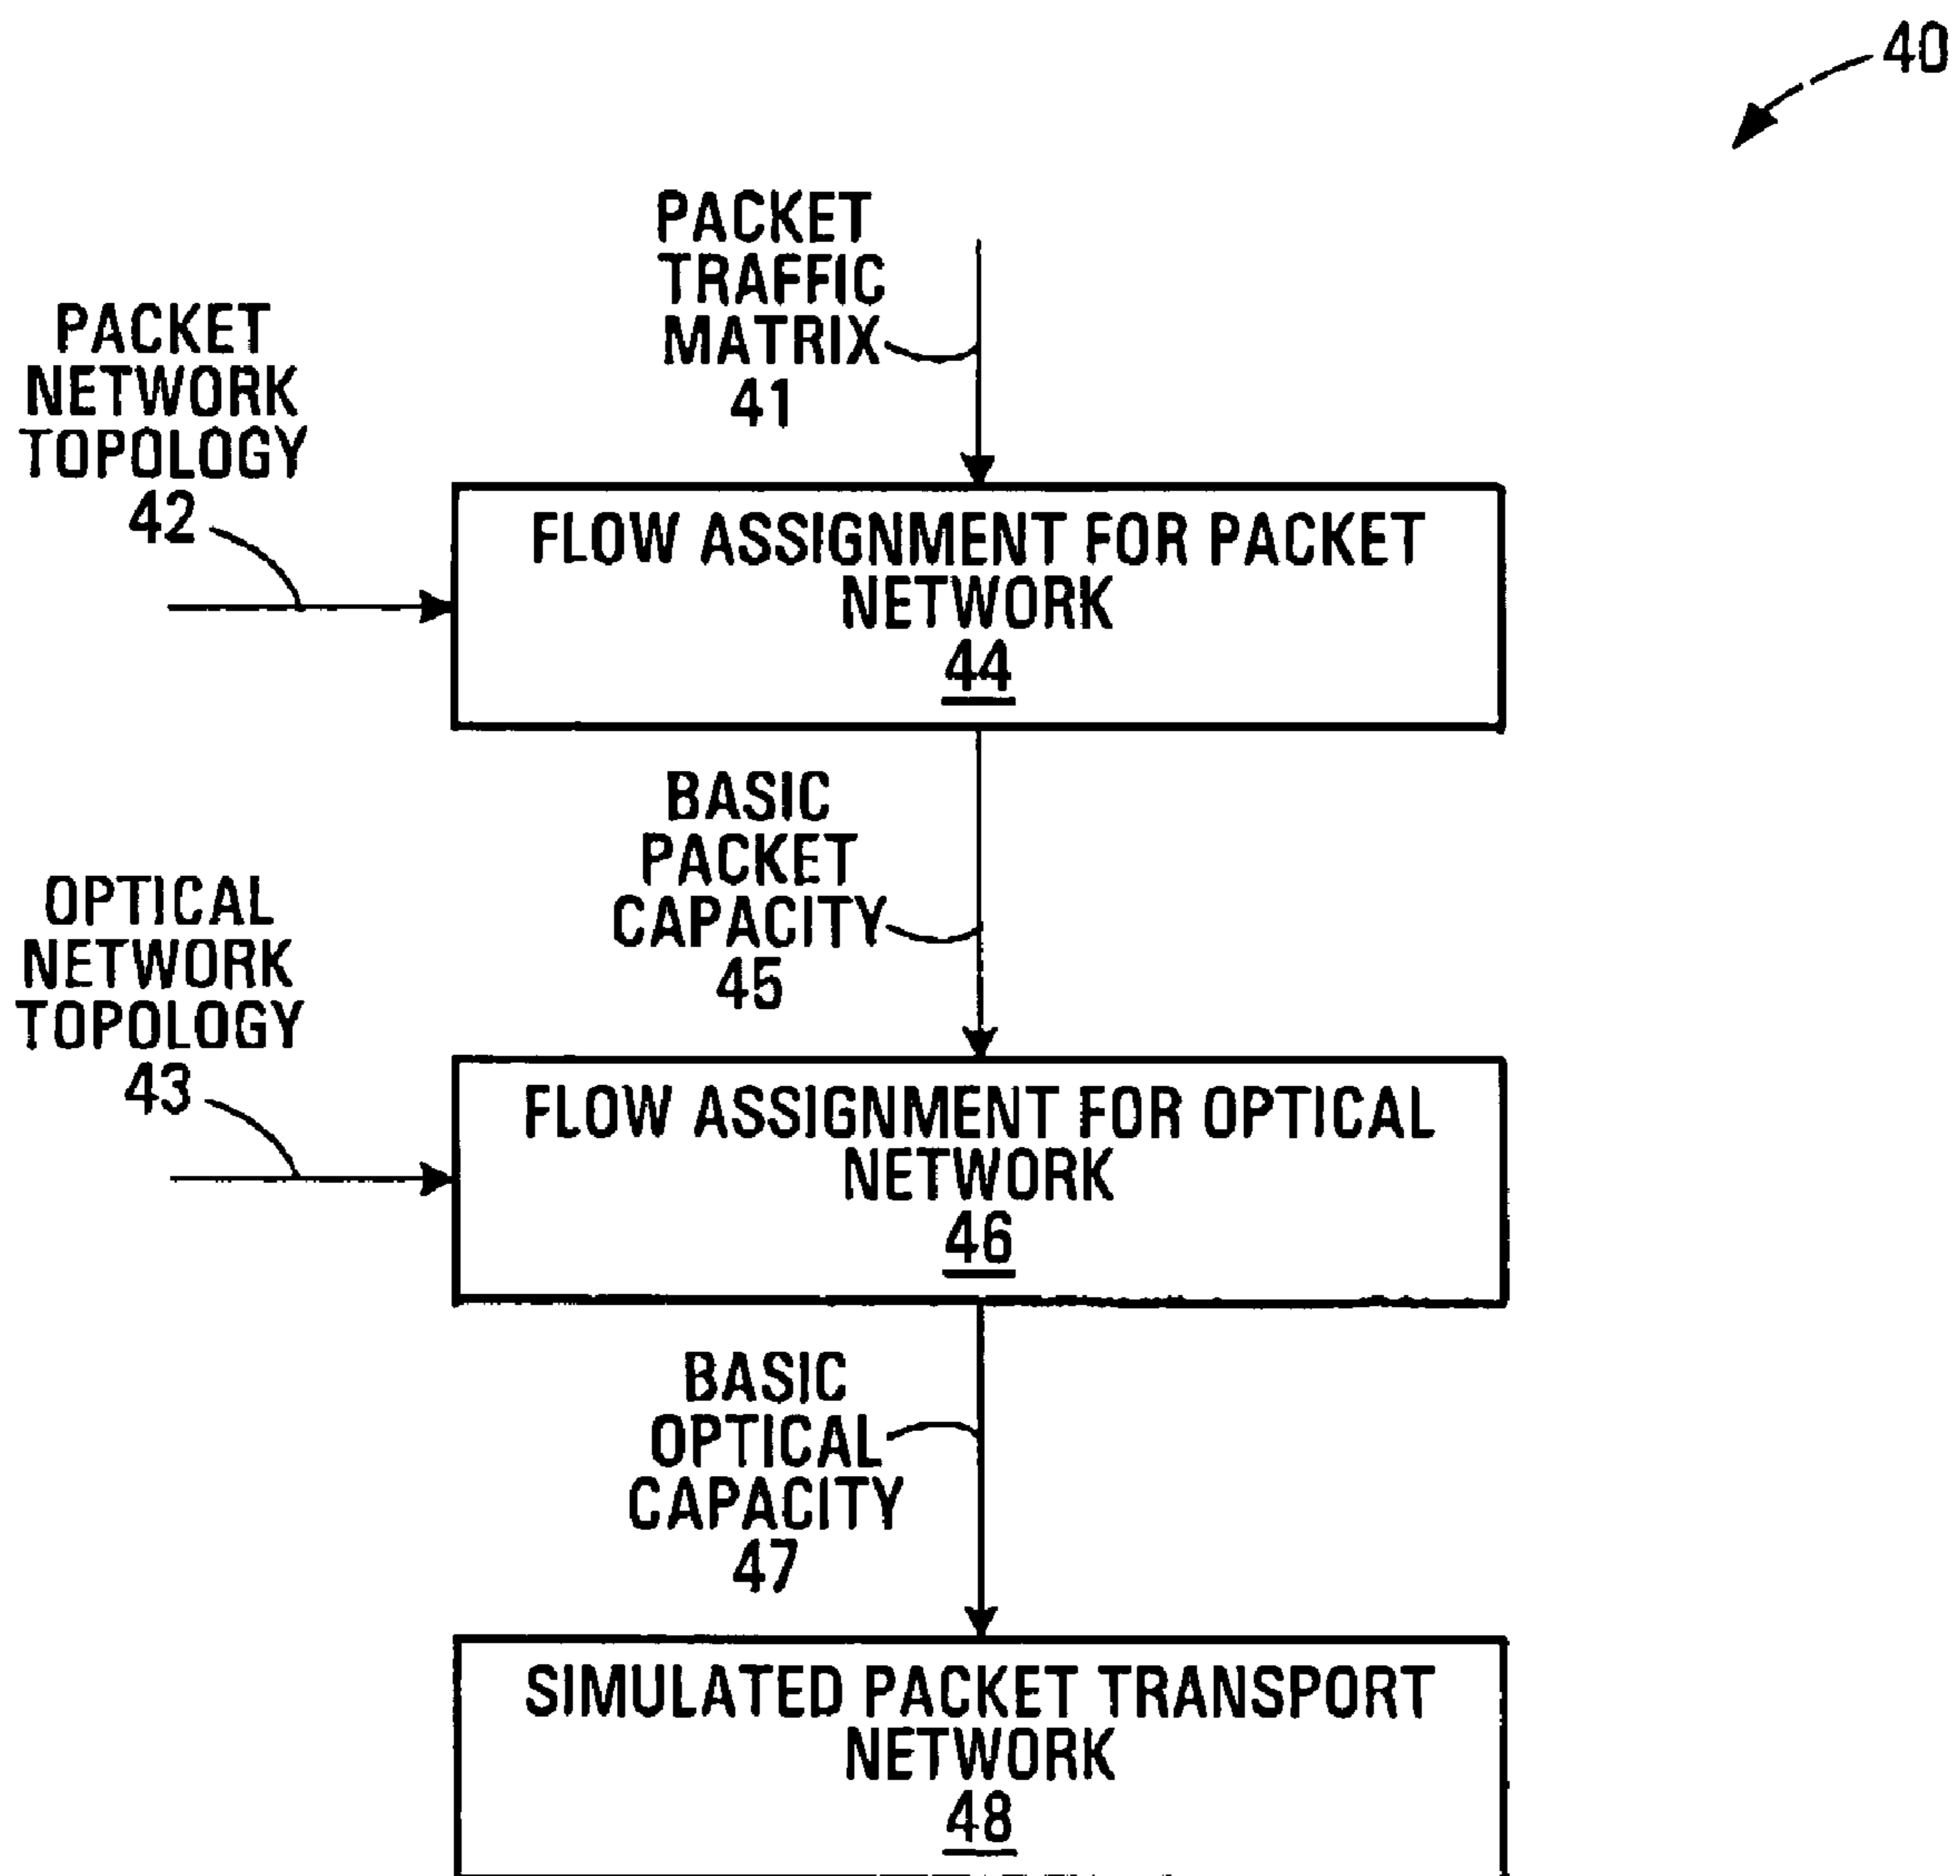 40
PACKET
TRAFFIC
MATRIX
41
PACKET
NETWORK
TOPOLOGY
42
FLOW ASSIGNMENT FOR PACKET
NETWORK
44
BASIC
PACKET
CAPACITY
45
OPTICAL
NETWORK
TOPOLOGY
43
FLOW ASSIGNMENT FOR OPTICAL
NETWORK
46
BASIC
OPTICAL
CAPACITY
47
SIMULATED PACKET TRANSPORT
NETWORK
48